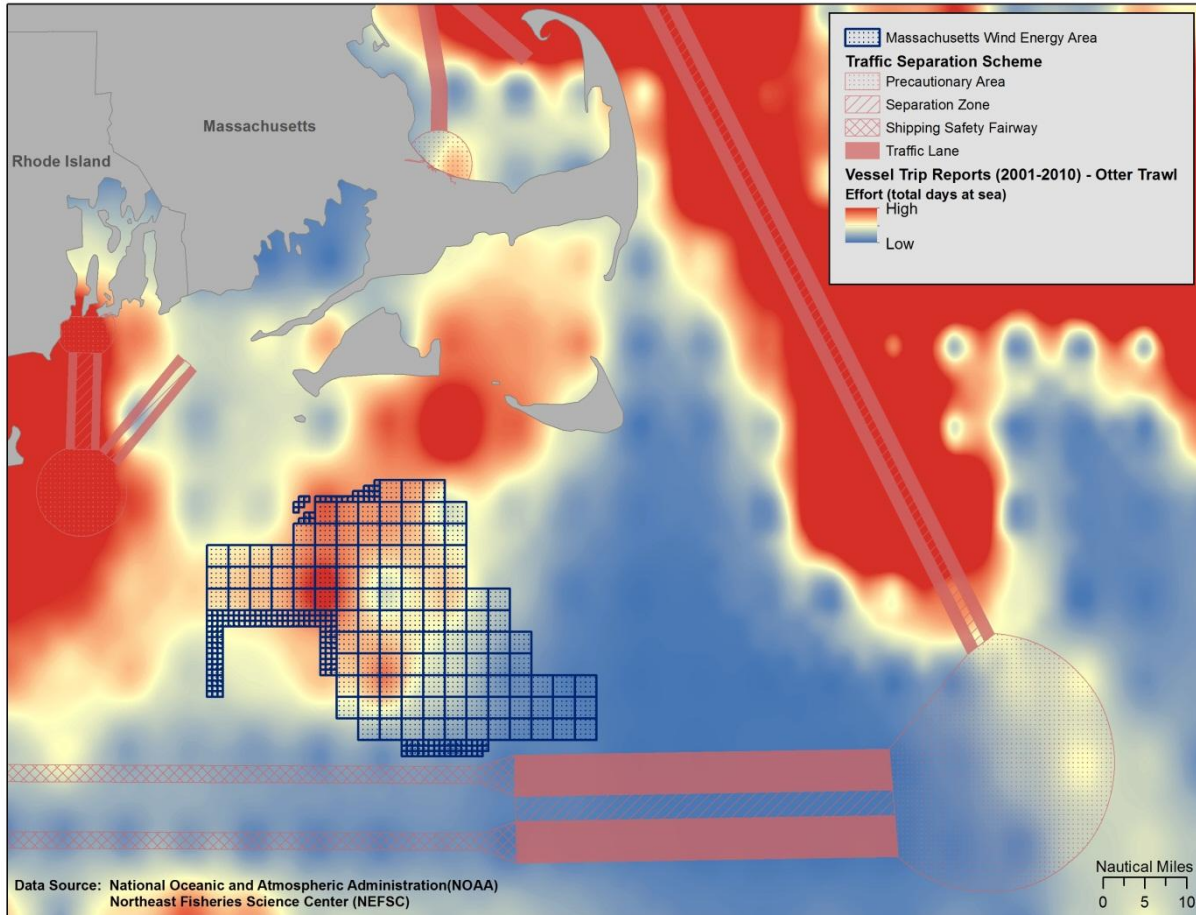 Massachusetts
Rhode Island
Massachusetts Wind Energy Area
Traffic Separation Scheme
Precautionary Area
Separation Zone
Shipping Safety Fairway
Traffic Lane
Vessel Trip Reports (2001-2010) - Otter Trawl
Effort (total days at sea)
High
Low
Data Source: National Oceanic and Atmospheric Administration(NOAA)
Northeast Fisheries Science Center (NEFSC)
Nautical Miles
0 5 10